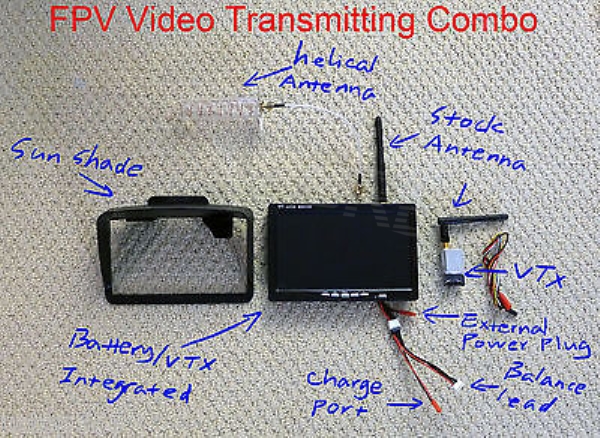 FPV Video Transmitting Combo
helical
Antenna
Stock
Antenna
Sun Shade
VTx
External
Power Plug
Battery/VTX
Integrated
Charge
Port
Balance
lead